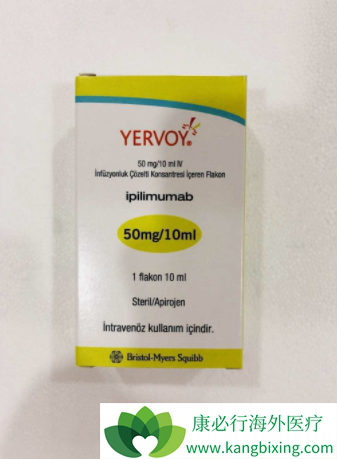 YERVOY®
50 mg/10 ml IV
İnfüzyonluk Çözelti Konsantresi İçeren Flakon
ipilimumab
50mg/10ml
1 flakon 10 ml
Steril/Apirojen
İntravenöz kullanım içindir.
Bristol-Myers Squibb
康必行海外医疗
www.kangbixing.com